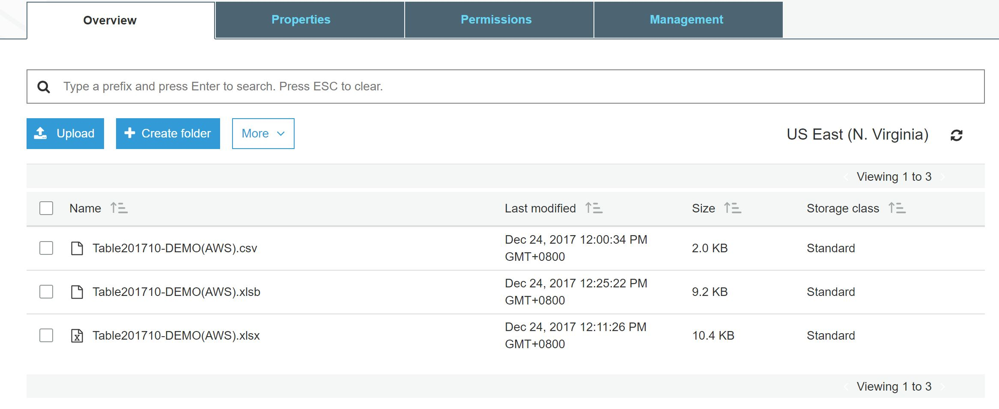 Overview Properties Permissions Management
Type a prefix and press Enter to search. Press ESC to clear.
Upload Create folder More US East (N. Virginia)
Viewing 1 to 3
Name Last modified Size Storage class
Table201710-DEMO(AWS).csv Dec 24, 2017 12:00:34 PM GMT+0800 2.0 KB Standard
Table201710-DEMO(AWS).xlsb Dec 24, 2017 12:25:22 PM GMT+0800 9.2 KB Standard
Table201710-DEMO(AWS).xlsx Dec 24, 2017 12:11:26 PM GMT+0800 10.4 KB Standard
Viewing 1 to 3